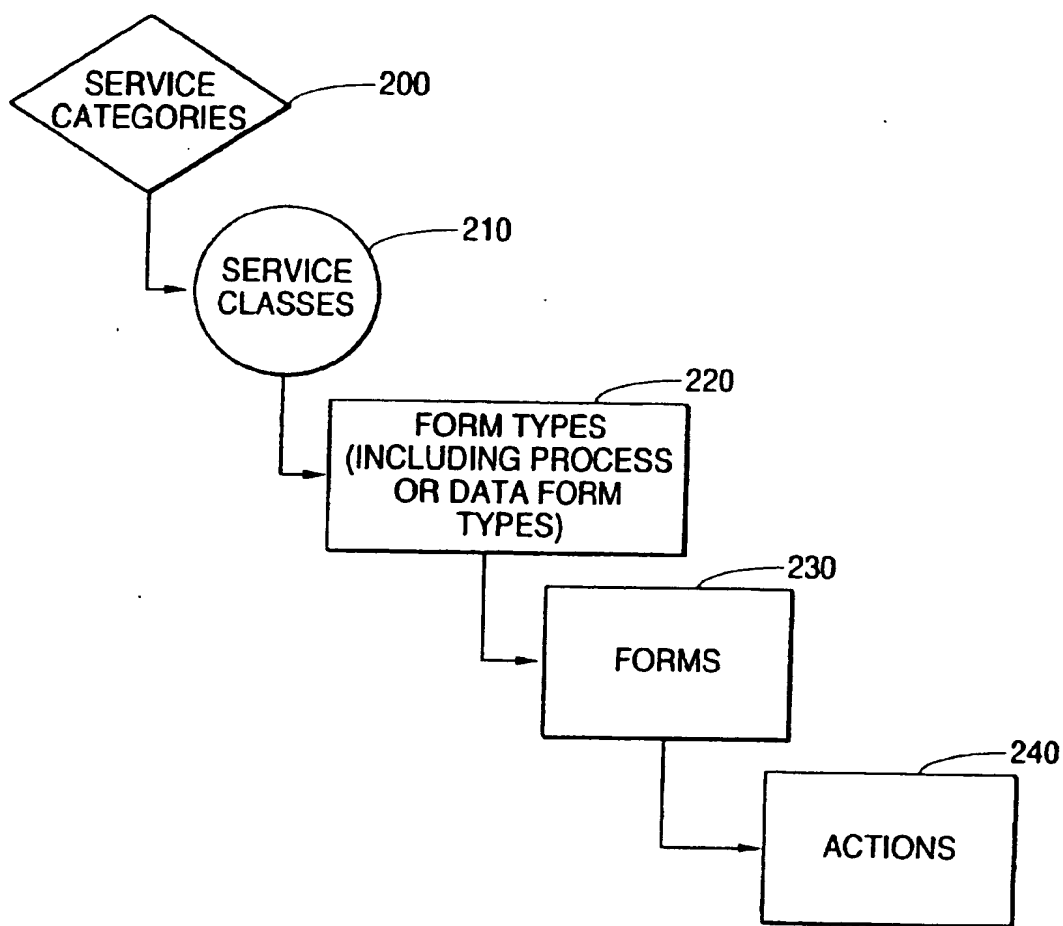 SERVICE
CATEGORIES
200
SERVICE
CLASSES
210
220
FORM TYPES
(INCLUDING PROCESS
OR DATA FORM
TYPES)
230
FORMS
240
ACTIONS